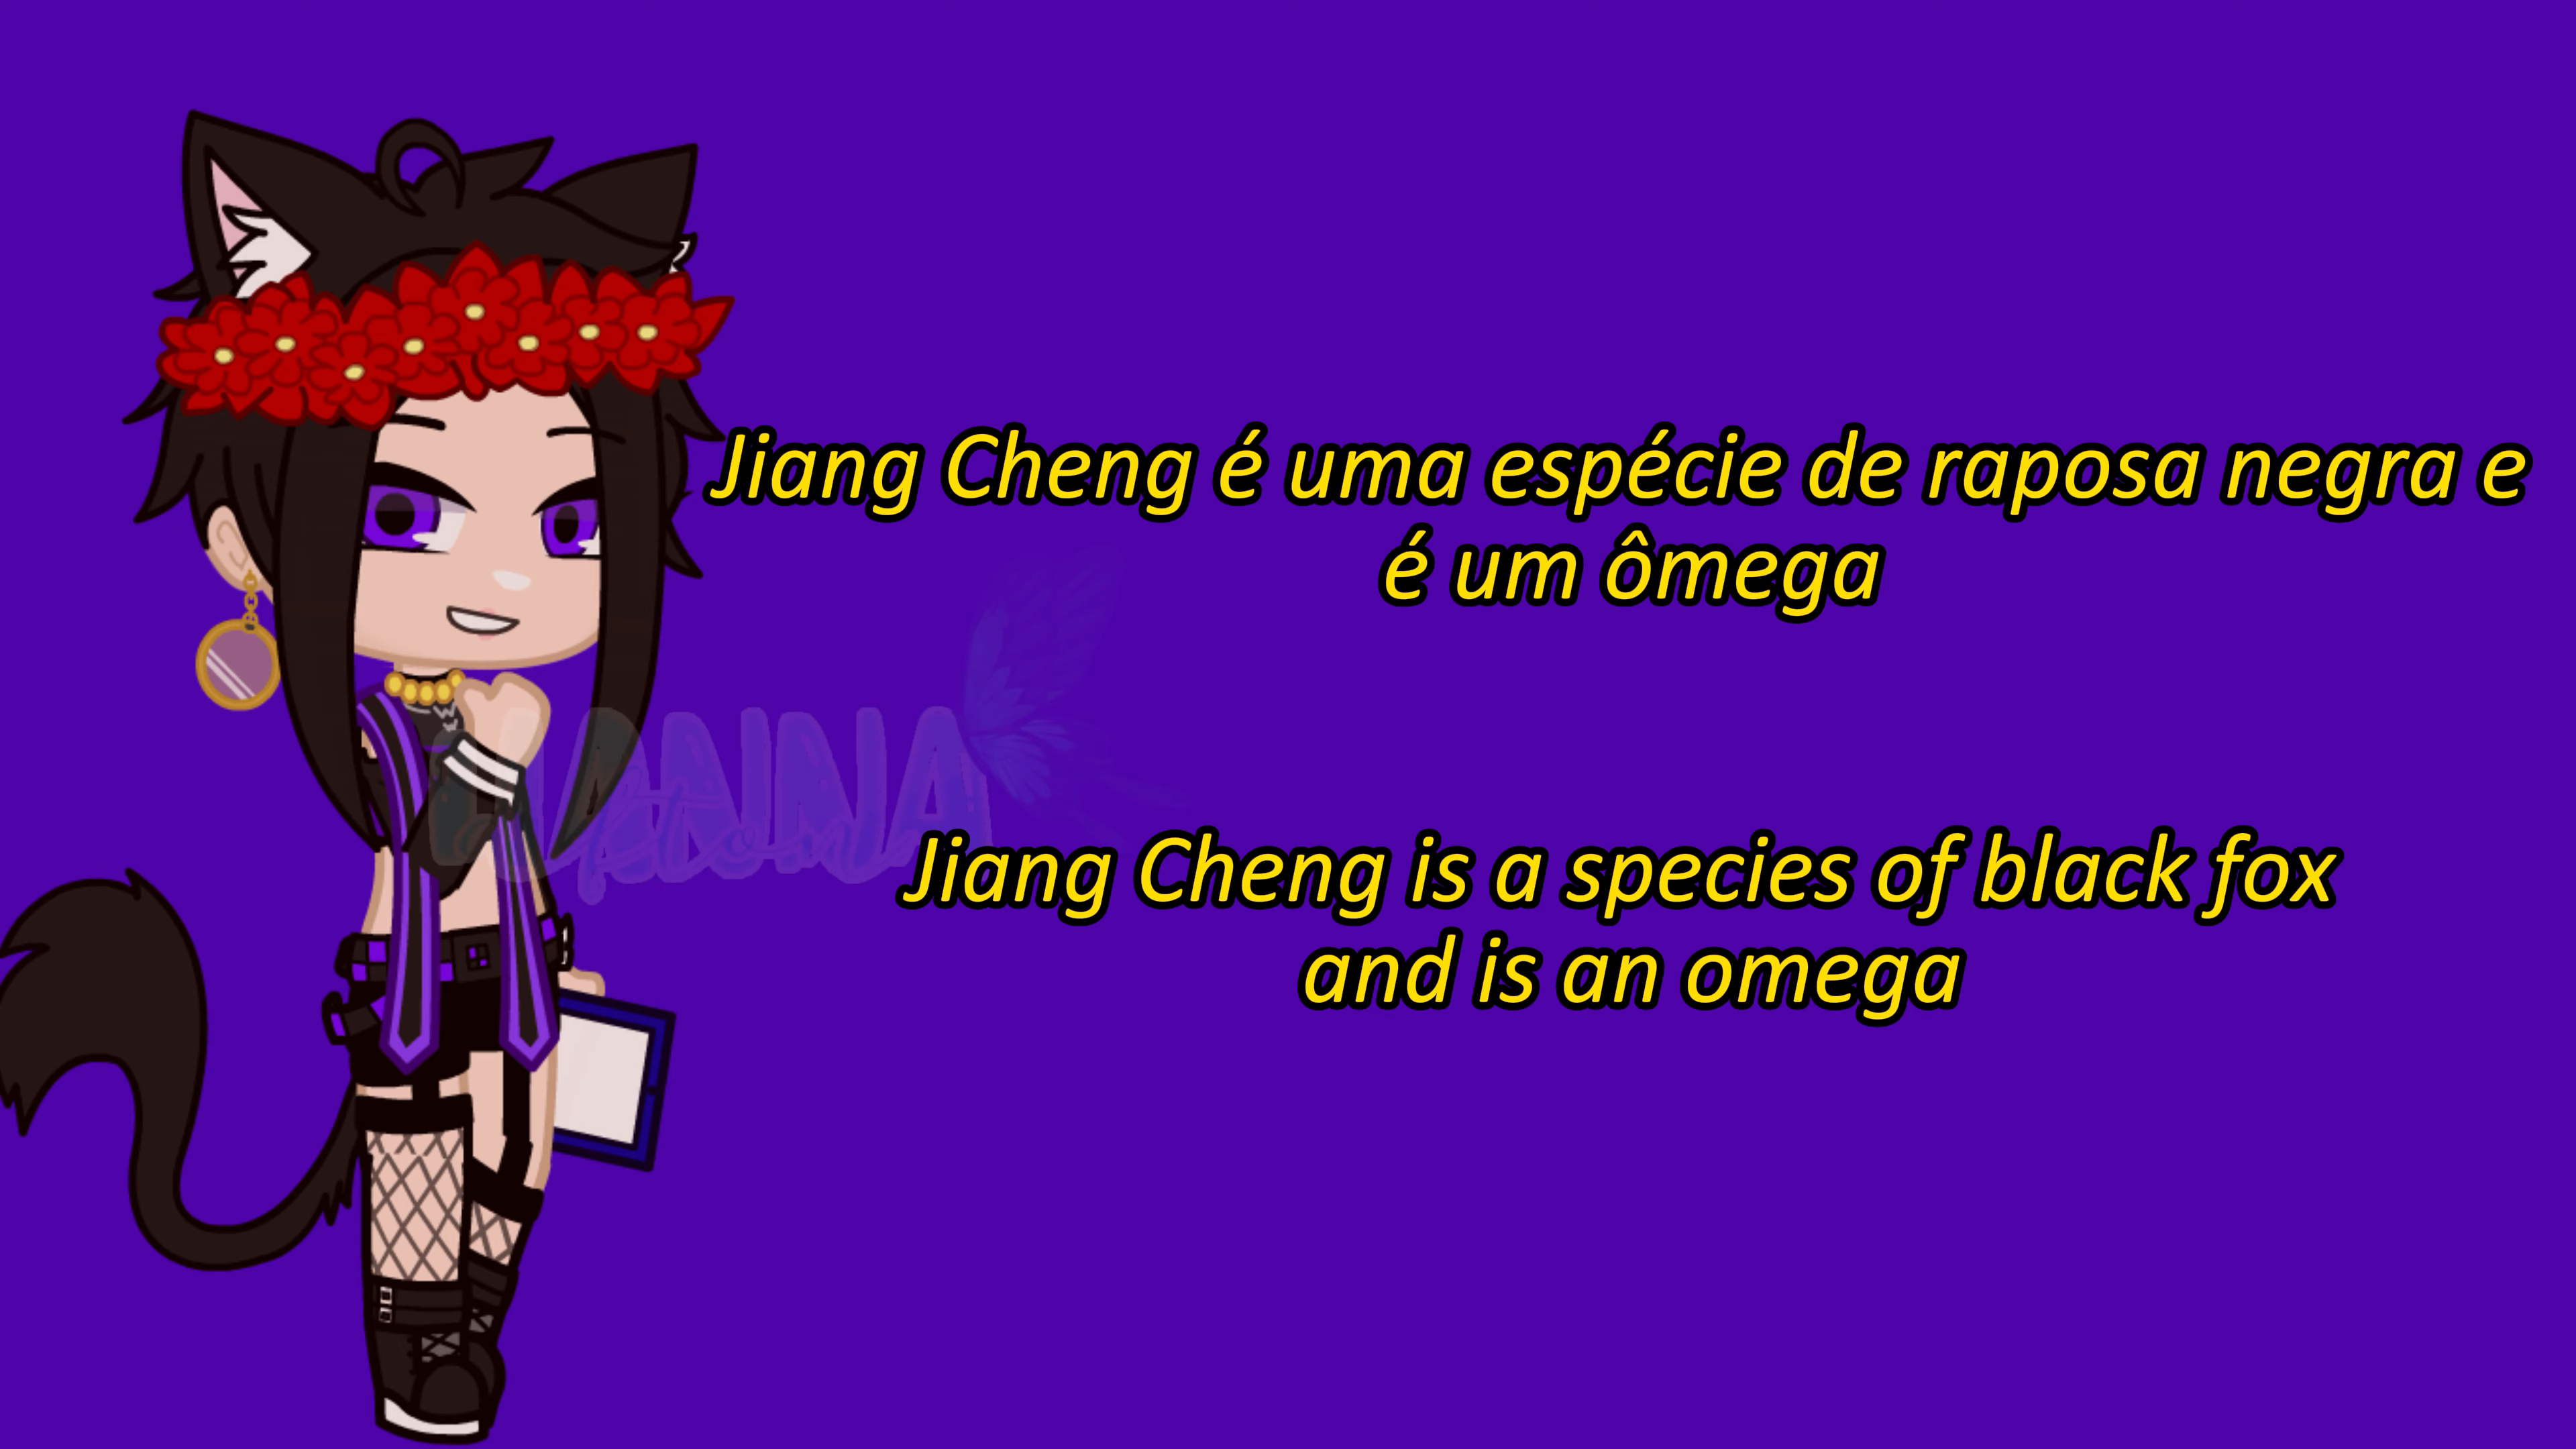 Jiang Cheng é uma espécie de raposa negra e
é um ômega
Jiang Cheng is a species of black fox
and is an omega